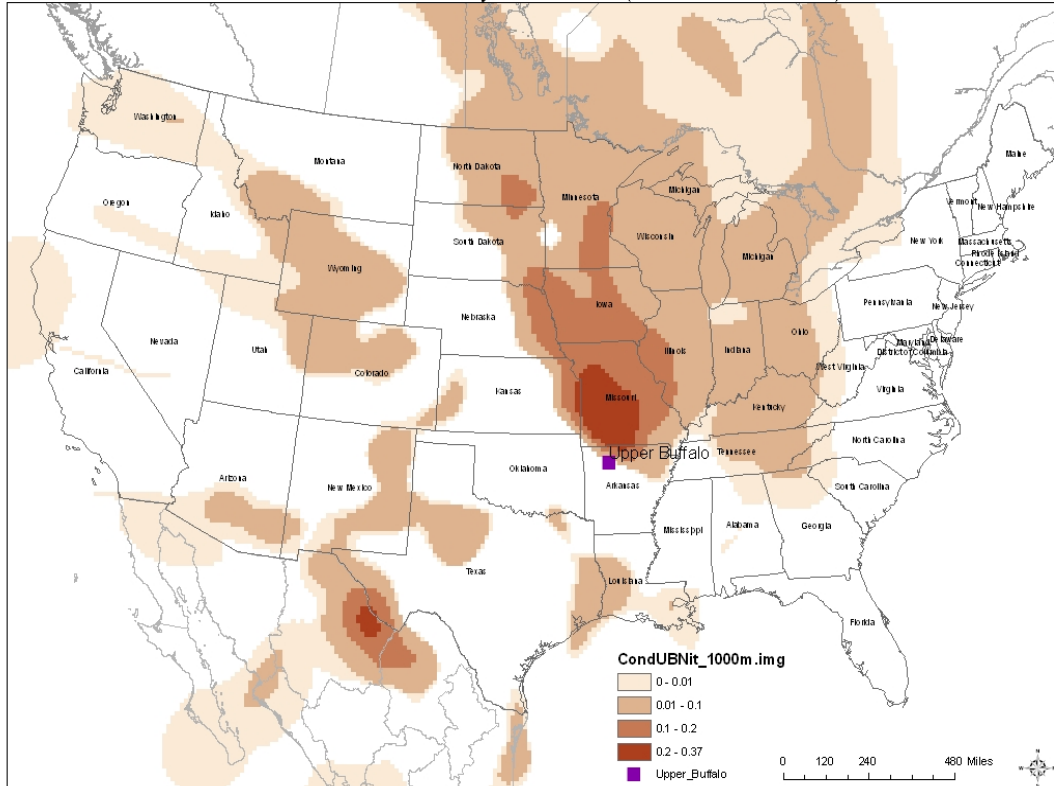 Washington
Montana
Maine
North Dakota
Minnesota
Michigan
Oregon
Idaho
Vermont
New Hampshire
Wisconsin
South Dakota
Michigan
New York
Massachusetts
Rhode Island
Connecticut
Wyoming
Iowa
Pennsylvania
New Jersey
Nebraska
Ohio
Nevada
Utah
Illinois
Indiana
Maryland
Delaware
District of Columbia
California
Colorado
West Virginia
Kansas
Missouri
Virginia
Kentucky
North Carolina
Upper Buffalo
Tennessee
Oklahoma
Arizona
New Mexico
Arkansas
South Carolina
Mississippi
Alabama
Georgia
Texas
Louisiana
Florida
CondUBNit_1000m.img
0 - 0.01
0.01 - 0.1
0.1 - 0.2
0.2 - 0.37
Upper_Buffalo
0 120 240 480 Miles